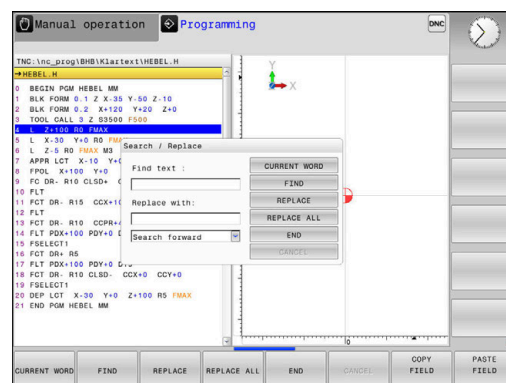 Manual operation
Programming
DNC
TNC:\nc_prog\BHB\Klartext\HEBEL.H
→HEBEL.H
0 BEGIN PGM HEBEL MM
1 BLK FORM 0.1 Z X-35 Y-50 Z-10
2 BLK FORM 0.2 X+120 Y+20 Z+0
3 TOOL CALL 3 Z S3500 F500
4 L Z+100 R0 FMAX
5 L X-30 Y+0 R0 FMA
6 L Z-5 R0 FMAX M3
7 APPR LCT X-10 Y+
8 FPOL X+100 Y+0
9 FC DR- R10 CLSD+
10 FLT
11 FCT DR- R15 CCX+10
12 FLT
13 FCT DR- R10 CCPR+
14 FLT PDX+100 PDY+0
15 FSELECT1
16 FCT DR+ R5
17 FLT PDX+100 PDY+0
18 FCT DR- R10 CLSD- CCX+0 CCY+0
19 FSELECT1
20 DEP LCT X-30 Y+0 Z+100 R5 FMAX
21 END PGM HEBEL MM
Y
X
0
Search / Replace
Find text :
Replace with:
Search forward
CURRENT WORD
FIND
REPLACE
REPLACE ALL
END
CANCEL
CURRENT WORD FIND REPLACE REPLACE ALL END CANCEL COPY FIELD PASTE FIELD